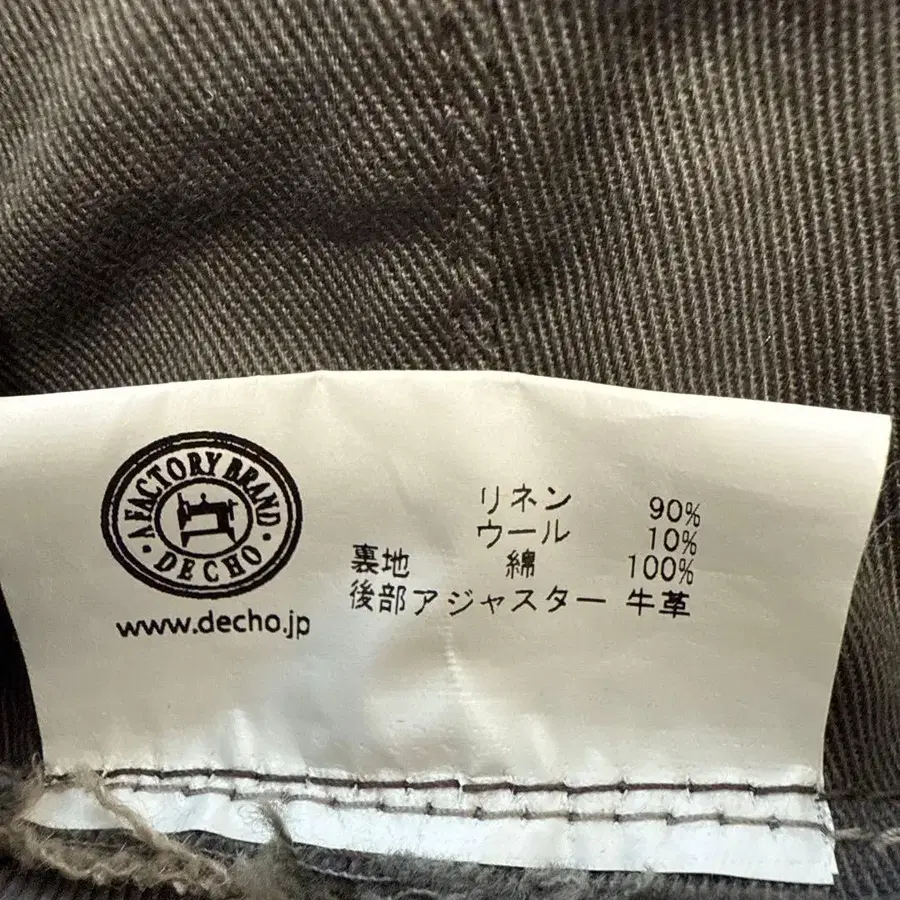 A FACTORY BRAND
・DECHO・
www.decho.jp
リネン 90%
ウール 10%
裏地 綿 100%
後部アジャスター 牛革